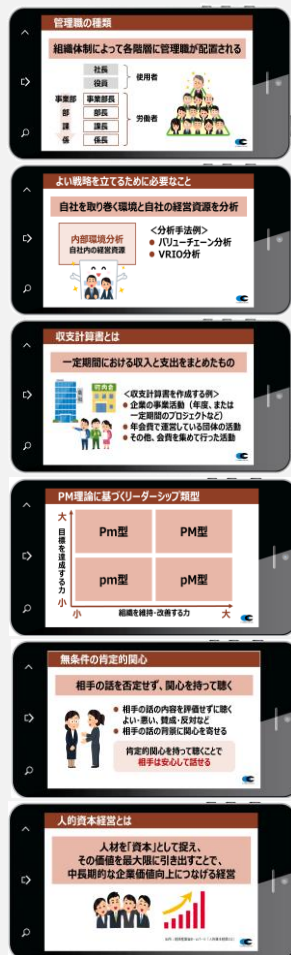 管理職の種類
組織体制によって各階層に管理職が配置される
社長
役員
使用者
事業部 事業部長
部 部長
課 課長
係 係長
労働者
よい戦略を立てるために必要なこと
自社を取り巻く環境と自社の経営資源を分析
内部環境分析
自社内の経営資源
<分析手法例>
● バリューチェーン分析
● VRIO分析
収支計算書とは
一定期間における収入と支出をまとめたもの
町内会
<収支計算書を作成する例>
● 企業の事業活動(年度、または
一定期間のプロジェクトなど)
● 年会費で運営している団体の活動
● その他、会費を集めて行った活動
PM理論に基づくリーダーシップ類型
大
目標を達成する力
小
Pm型
PM型
pm型
pM型
小
組織を維持・改善する力
大
無条件の肯定的関心
相手の話を否定せず、関心を持って聴く
● 相手の話の内容を評価せずに聴く
よい・悪い、賛成・反対など
● 相手の話の背景に関心を寄せる
肯定的関心を持って聴くことで
相手は安心して話せる
人的資本経営とは
人材を「資本」として捉え、
その価値を最大限に引き出すことで、
中長期的な企業価値向上につなげる経営